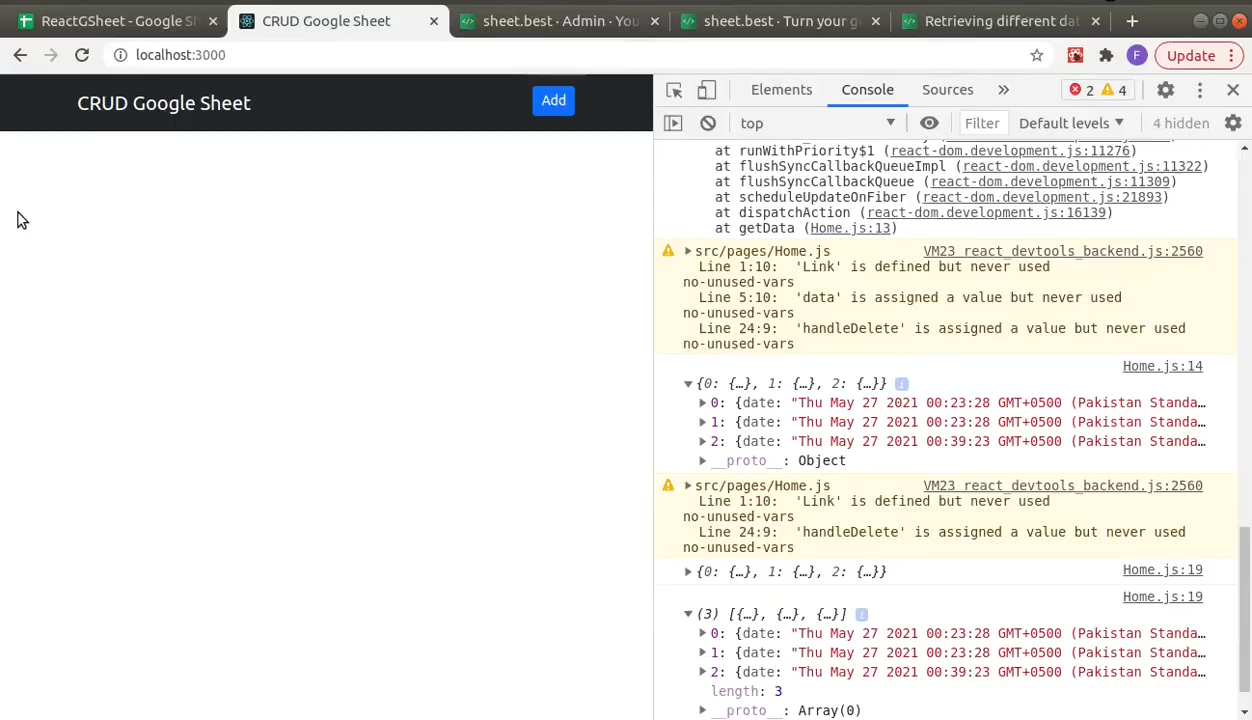 ReactGSheet - Google Sh
CRUD Google Sheet
sheet.best · Admin · You
sheet.best · Turn your g
Retrieving different dat
localhost:3000
F
Update
CRUD Google Sheet
Add
Elements
Console
Sources
2
4
top
Filter
Default levels
4 hidden
at runWithPriority$1 (react-dom.development.js:11276)
at flushSyncCallbackQueueImpl (react-dom.development.js:11322)
at flushSyncCallbackQueue (react-dom.development.js:11309)
at scheduleUpdateOnFiber (react-dom.development.js:21893)
at dispatchAction (react-dom.development.js:16139)
at getData (Home.js:13)
src/pages/Home.js VM23 react_devtools_backend.js:2560
Line 1:10: 'Link' is defined but never used
no-unused-vars
Line 5:10: 'data' is assigned a value but never used
no-unused-vars
Line 24:9: 'handleDelete' is assigned a value but never used
no-unused-vars
Home.js:14
{0: {…}, 1: {…}, 2: {…}}
0: {date: "Thu May 27 2021 00:23:28 GMT+0500 (Pakistan Standa…
1: {date: "Thu May 27 2021 00:23:28 GMT+0500 (Pakistan Standa…
2: {date: "Thu May 27 2021 00:39:23 GMT+0500 (Pakistan Standa…
__proto__: Object
src/pages/Home.js VM23 react_devtools_backend.js:2560
Line 1:10: 'Link' is defined but never used
no-unused-vars
Line 24:9: 'handleDelete' is assigned a value but never used
no-unused-vars
{0: {…}, 1: {…}, 2: {…}} Home.js:19
Home.js:19
(3) [{…}, {…}, {…}]
0: {date: "Thu May 27 2021 00:23:28 GMT+0500 (Pakistan Standa…
1: {date: "Thu May 27 2021 00:23:28 GMT+0500 (Pakistan Standa…
2: {date: "Thu May 27 2021 00:39:23 GMT+0500 (Pakistan Standa…
length: 3
__proto__: Array(0)